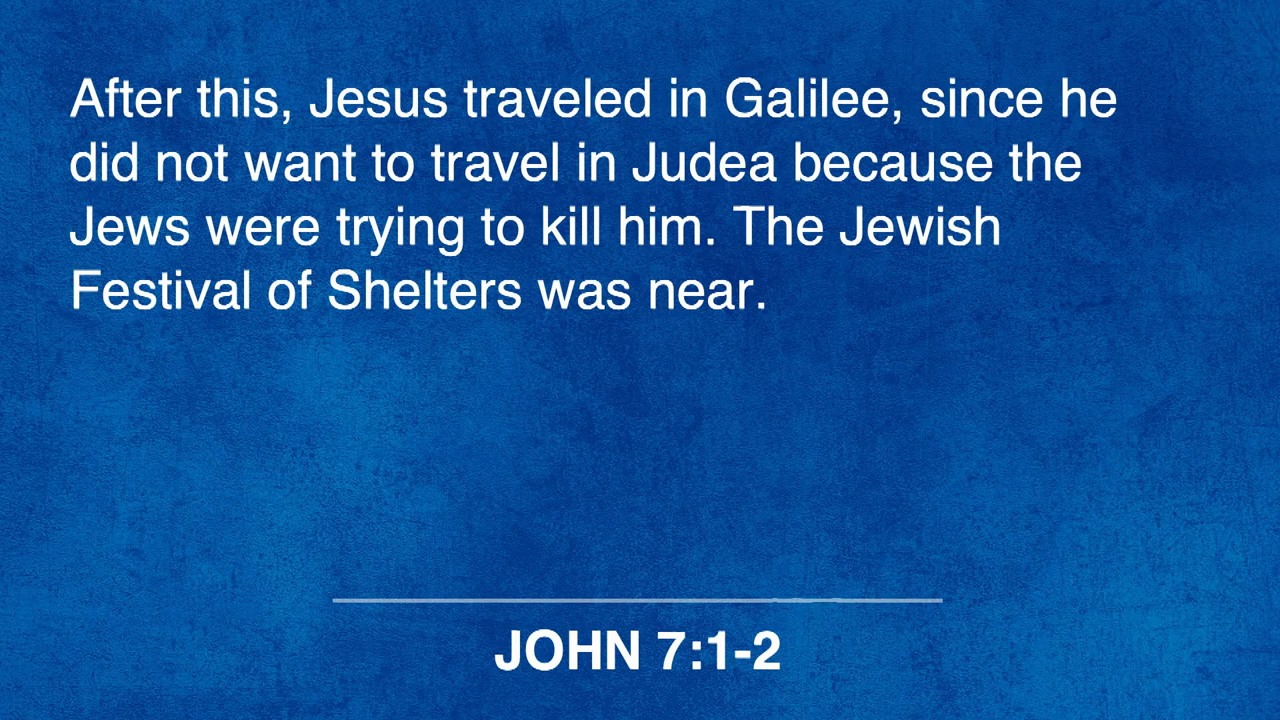 After this, Jesus traveled in Galilee, since he
did not want to travel in Judea because the
Jews were trying to kill him. The Jewish
Festival of Shelters was near.
JOHN 7:1-2